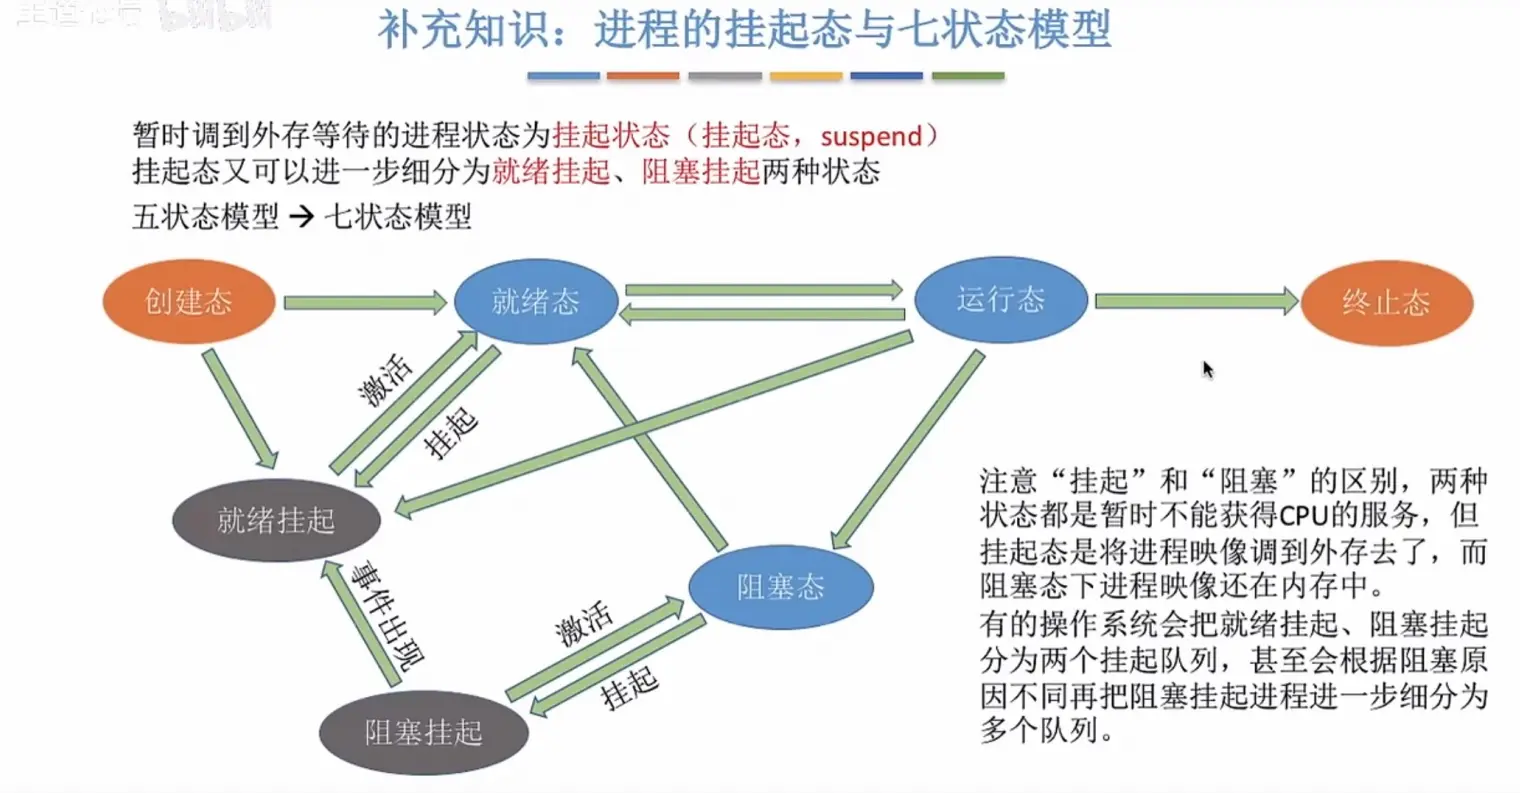 bilibili
补充知识：进程的挂起态与七状态模型
暂时调到外存等待的进程状态为挂起状态（挂起态，suspend）
挂起态又可以进一步细分为就绪挂起、阻塞挂起两种状态
五状态模型→七状态模型
创建态
就绪态
运行态
终止态
激活
挂起
就绪挂起
事件出现
阻塞态
激活
挂起
阻塞挂起
注意“挂起”和“阻塞”的区别，两种
状态都是暂时不能获得CPU的服务，但
挂起态是将进程映像调到外存去了，而
阻塞态下进程映像还在内存中。
有的操作系统会把就绪挂起、阻塞挂起
分为两个挂起队列，甚至会根据阻塞原
因不同再把阻塞挂起进程进一步细分为
多个队列。